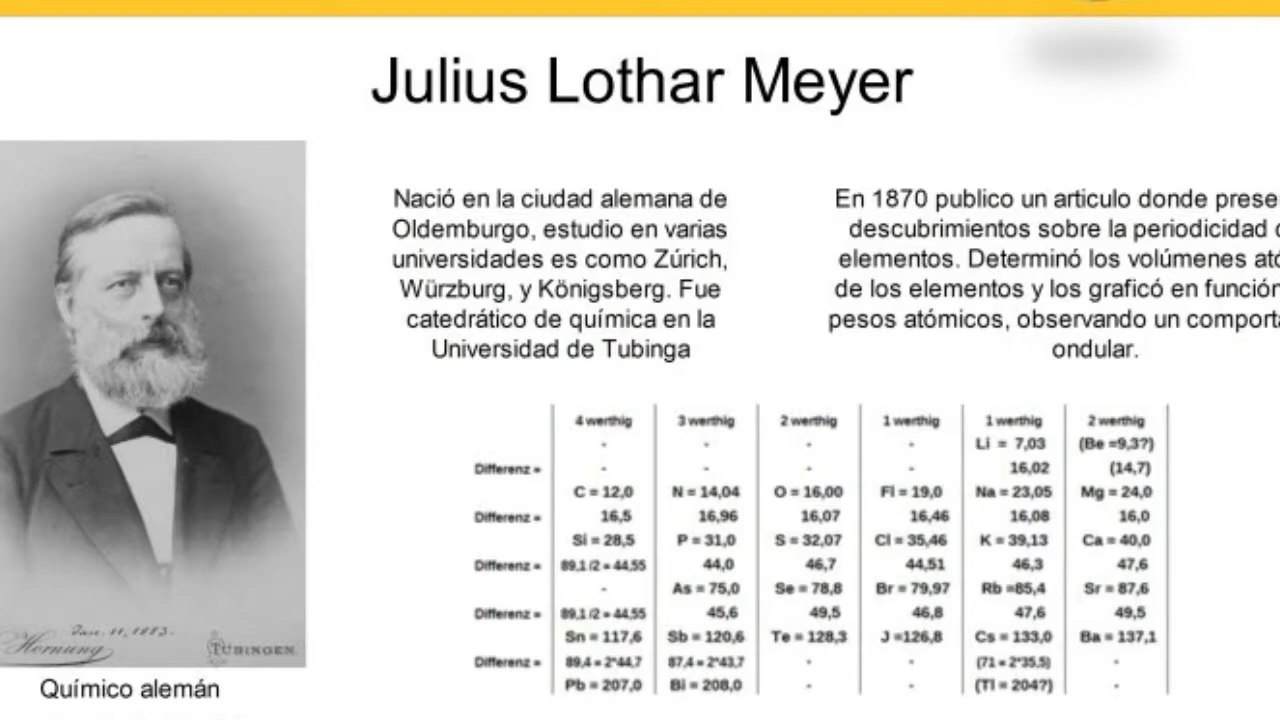 Julius Lothar Meyer
Nació en la ciudad alemana de
Oldemburgo, estudio en varias
universidades es como Zúrich,
Würzburg, y Königsberg. Fue
catedrático de química en la
Universidad de Tubinga
En 1870 publico un articulo donde prese
descubrimientos sobre la periodicidad
elementos. Determinó los volúmenes ató
de los elementos y los graficó en función
pesos atómicos, observando un comporta
ondular.
4 werthig 3 werthig 2 werthig 1 werthig 1 werthig 2 werthig
- - - - Li = 7,03 (Be =9,3?)
Differenz = - - - - 16,02 (14,7)
C = 12,0 N = 14,04 O = 16,00 Fl = 19,0 Na = 23,05 Mg = 24,0
Differenz = 16,5 16,96 16,07 16,46 16,08 16,0
Si = 28,5 P = 31,0 S = 32,07 Cl = 35,46 K = 39,13 Ca = 40,0
Differenz = 89,1 /2 = 44,55 44,0 46,7 44,51 46,3 47,6
- As = 75,0 Se = 78,8 Br = 79,97 Rb =85,4 Sr = 87,6
Differenz = 89,1 /2 = 44,55 45,6 49,5 46,8 47,6 49,5
Sn = 117,6 Sb = 120,6 Te = 128,3 J =126,8 Cs = 133,0 Ba = 137,1
Differenz = 89,4 = 2*44,7 87,4 = 2*43,7 - - (71 = 2*35,5) -
Pb = 207,0 Bi = 208,0 - - (Tl = 204?) -
Jan. 11, 1883.
Hornung TÜBINGEN.
Químico alemán